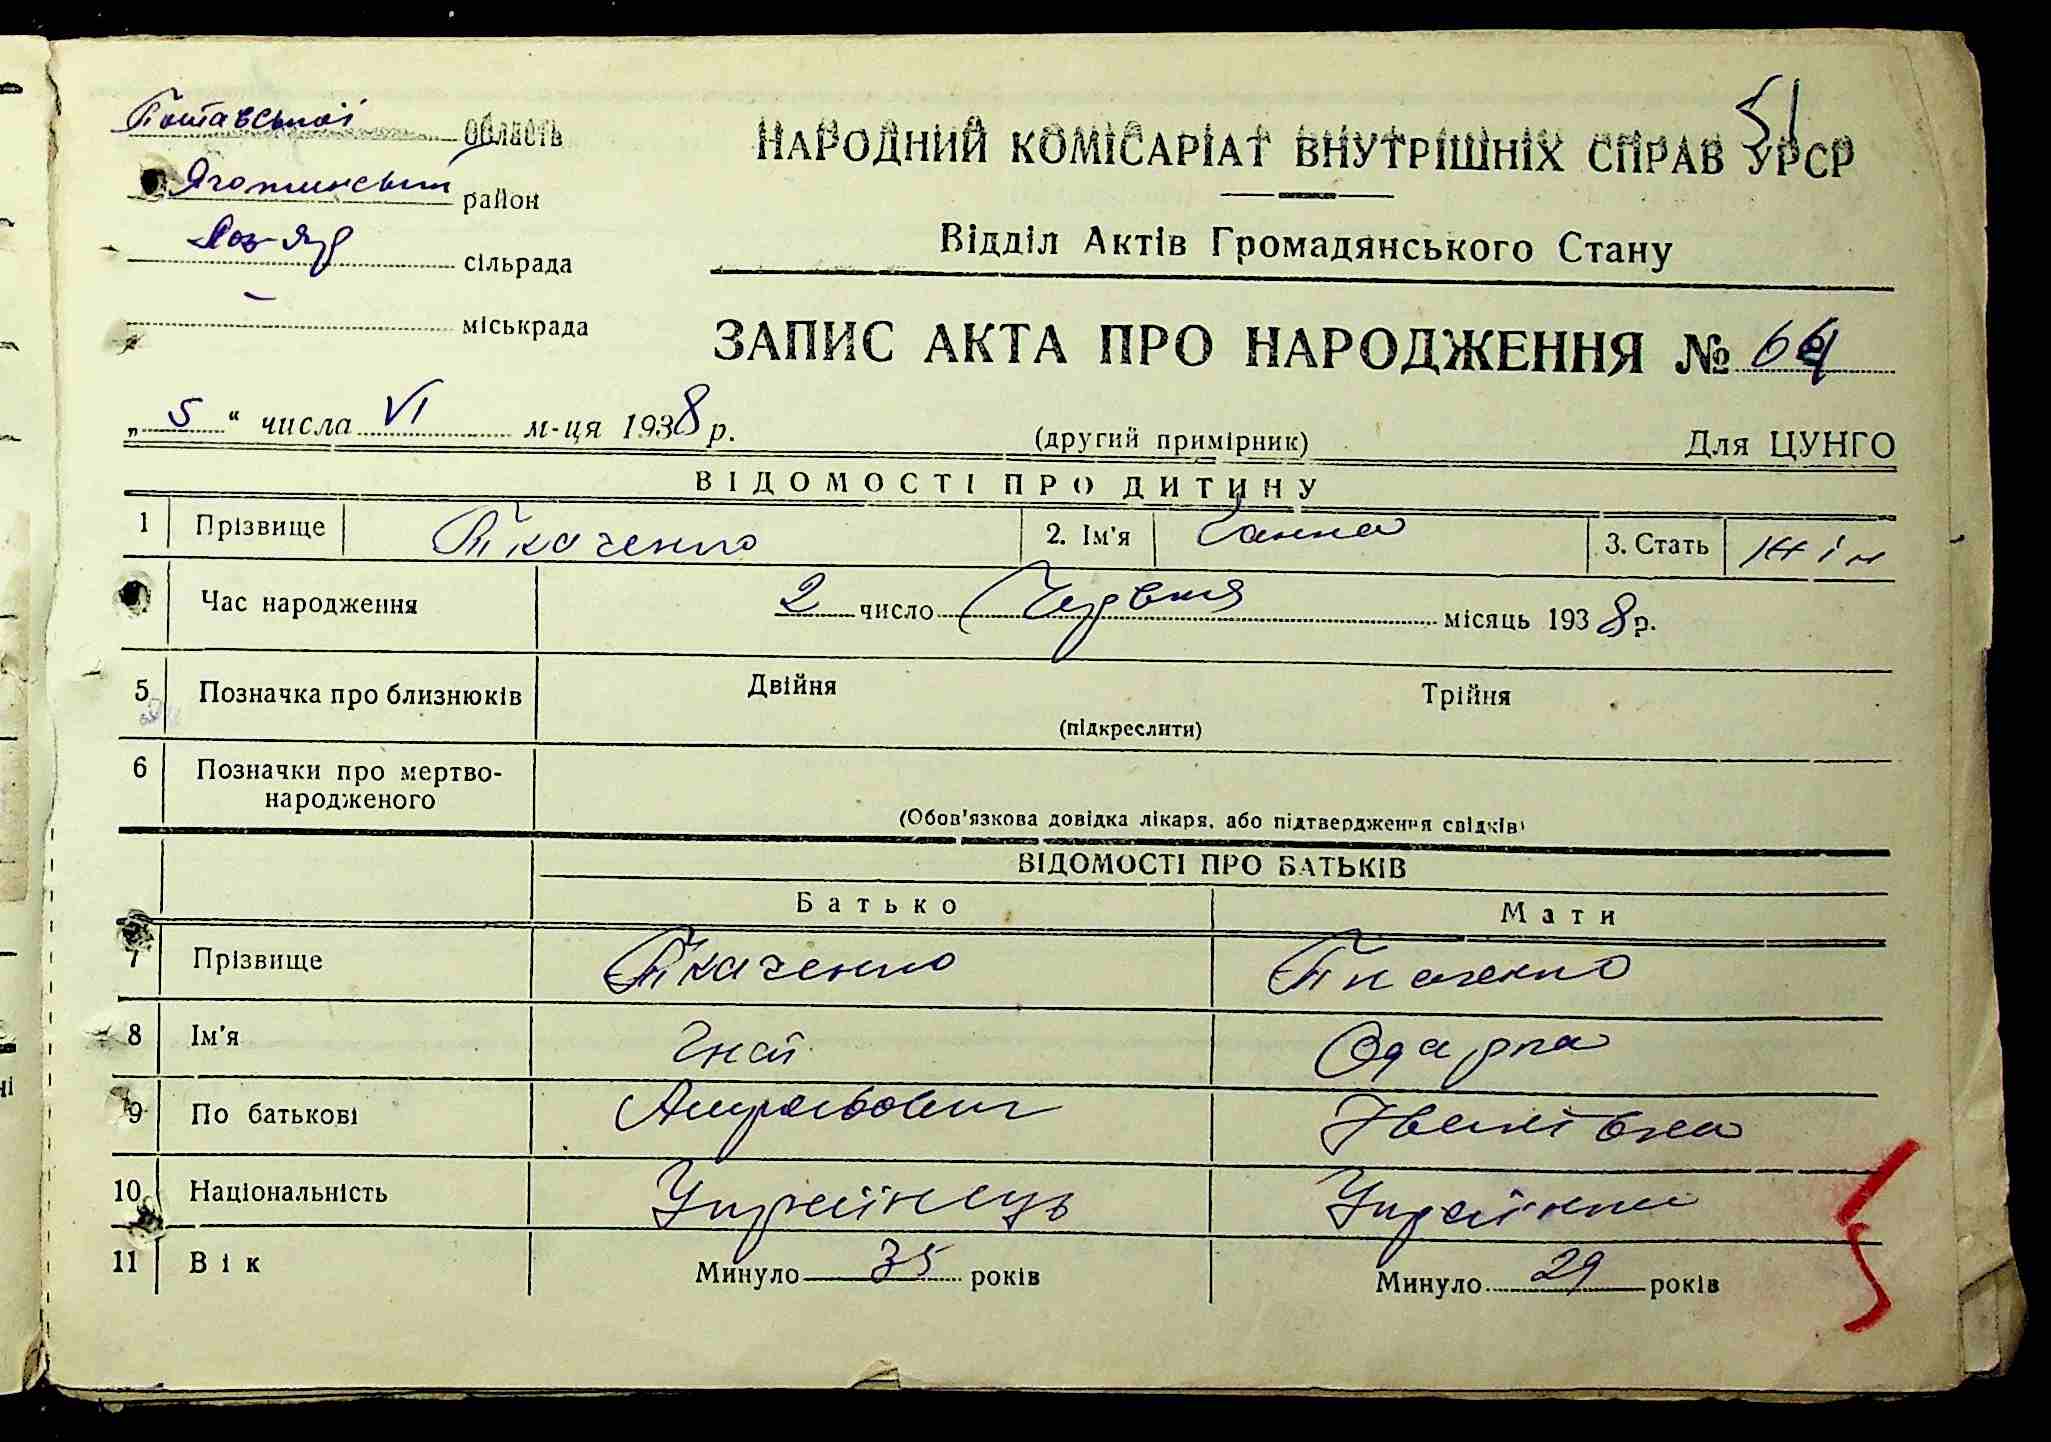 51
Полтавської область
НАРОДНИЙ КОМІСАРІАТ ВНУТРІШНІХ СПРАВ УРСР
Яготинський район
Відділ Актів Громадянського Стану
сільрада
міськрада
ЗАПИС АКТА ПРО НАРОДЖЕННЯ №
„5“ числа VI м-ця 1938 р.
(другий примірник)
Для ЦУНГО
ВІДОМОСТІ ПРО ДИТИНУ
1 Прізвище Ткаченко 2. Ім'я Ганна 3. Стать жін
Час народження 2 число Червня місяць 1938 р.
5 Позначка про близнюків Двійня Трійня
(підкреслити)
6 Позначки про мертво-
народженого
(Обов'язкова довідка лікаря, або підтвердження свідків)
ВІДОМОСТІ ПРО БАТЬКІВ
Батько Мати
7 Прізвище Ткаченко Ткаченко
8 Ім'я Гнат Одарка
9 По батькові Іванівна
10 Національність Українець Українка
11 Вік Минуло 35 років Минуло 29 років